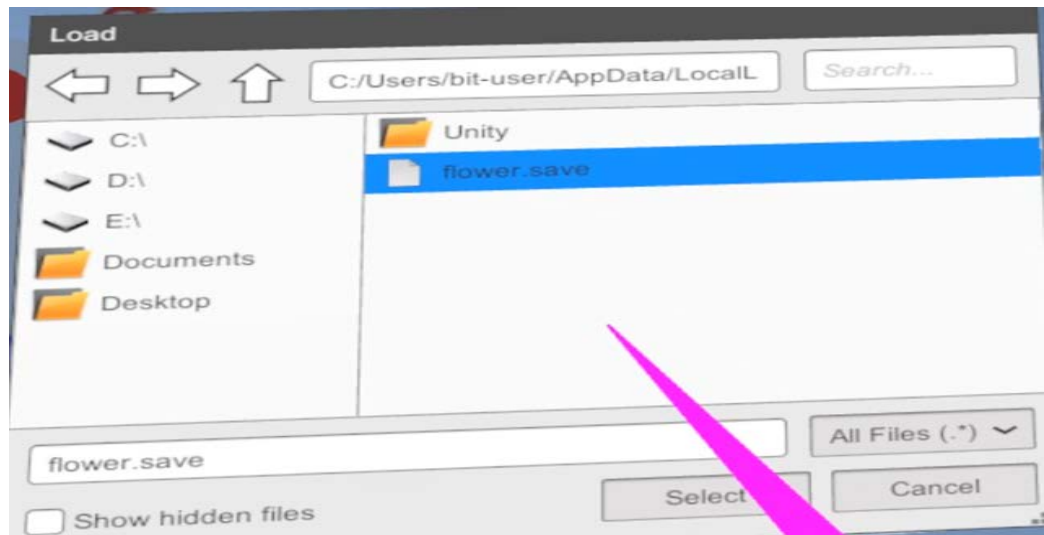 Load
C:/Users/bit-user/AppData/LocalL
Search...
C:\
D:\
E:\
Documents
Desktop
Unity
flower.save
flower.save
All Files (.*)
Show hidden files
Select
Cancel